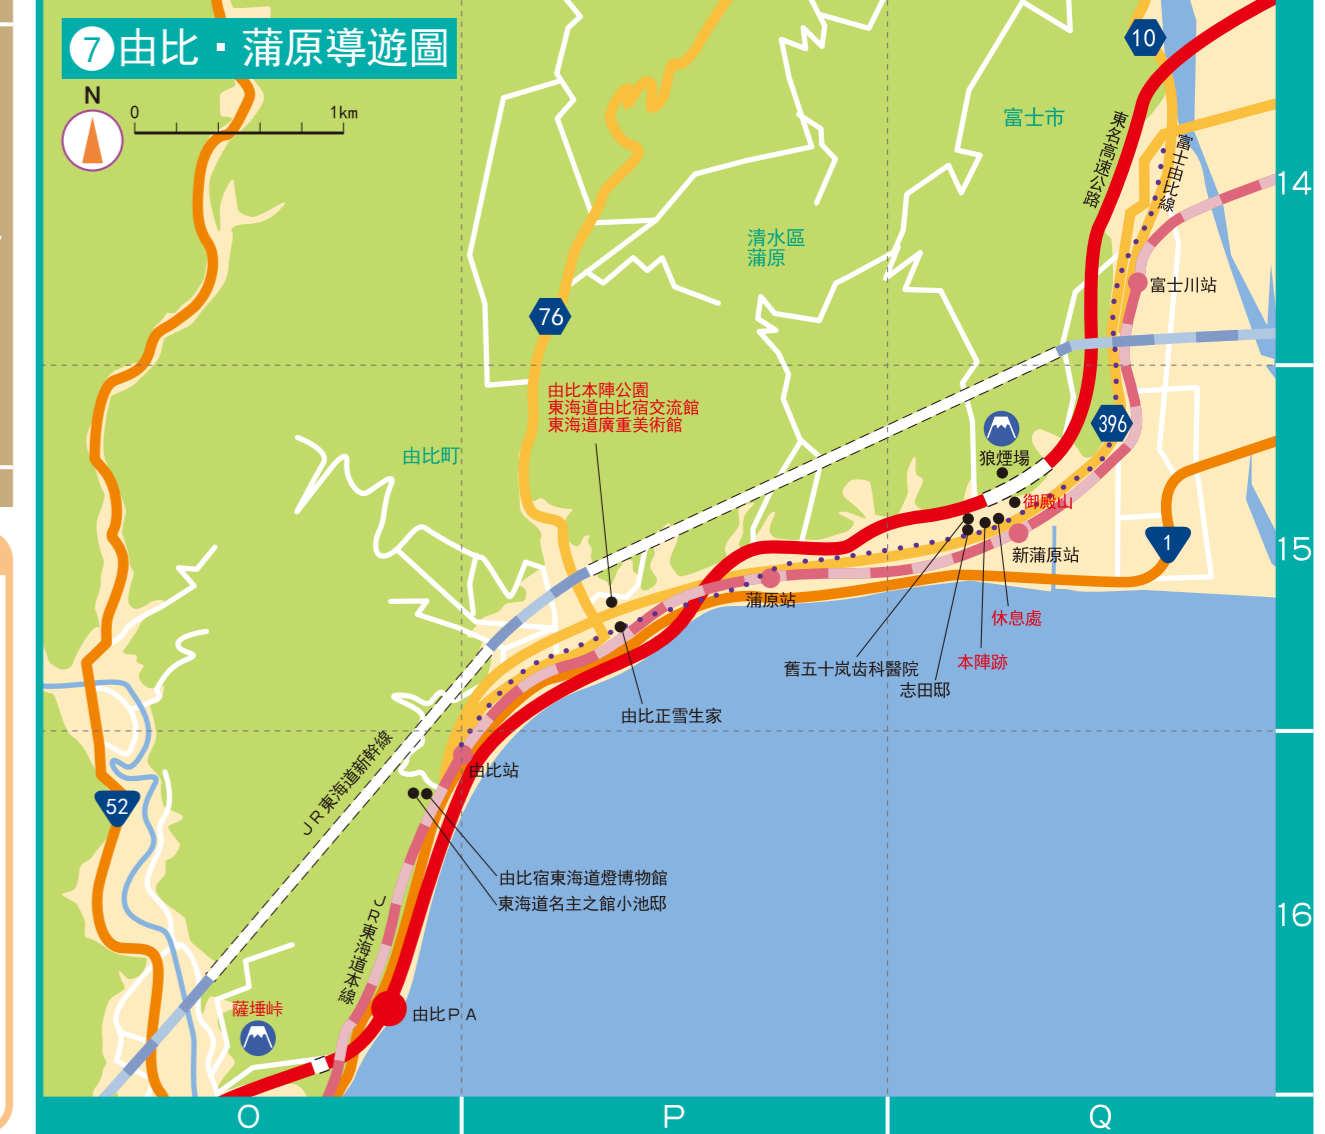 7 由比・蒲原導遊圖
N
0 1km
10
富士市
東名高速公路
富士由比線
14
清水區
蒲原
富士川站
76
由比本陣公園
東海道由比宿交流館
東海道廣重美術館
396
由比町
狼煙場
御殿山
1
15
新蒲原站
蒲原站
休息處
本陣跡
舊五十嵐齿科醫院
志田邸
由比正雪生家
JR東海道新幹線
由比站
52
由比宿東海道燈博物館
東海道名主之館小池邸
JR東海道本線
16
薩埵峠
由比PA
O P Q